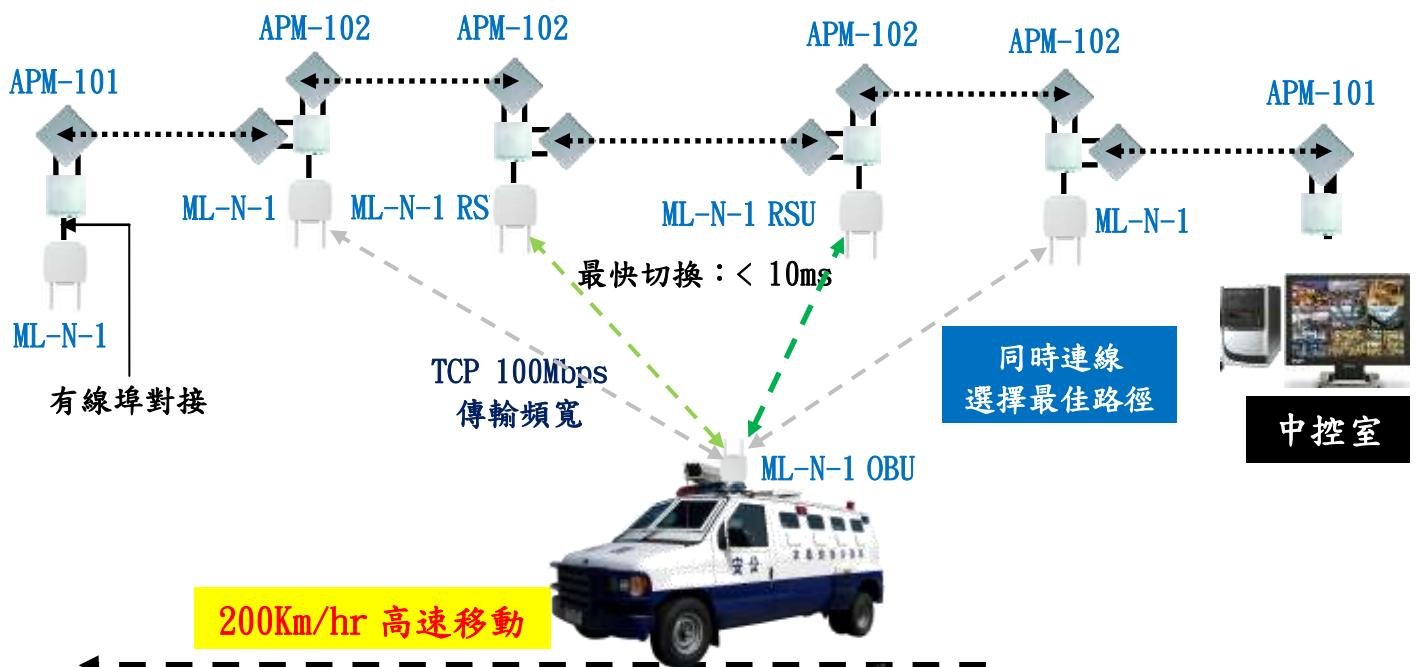 APM-102
APM-102
APM-102
APM-102
APM-101
APM-101
ML-N-1
ML-N-1 RS
ML-N-1 RSU
ML-N-1
最快切換：< 10ms
ML-N-1
有線埠對接
TCP 100Mbps
傳輸頻寬
同時連線
選擇最佳路徑
中控室
ML-N-1 OBU
安公
200Km/hr 高速移動